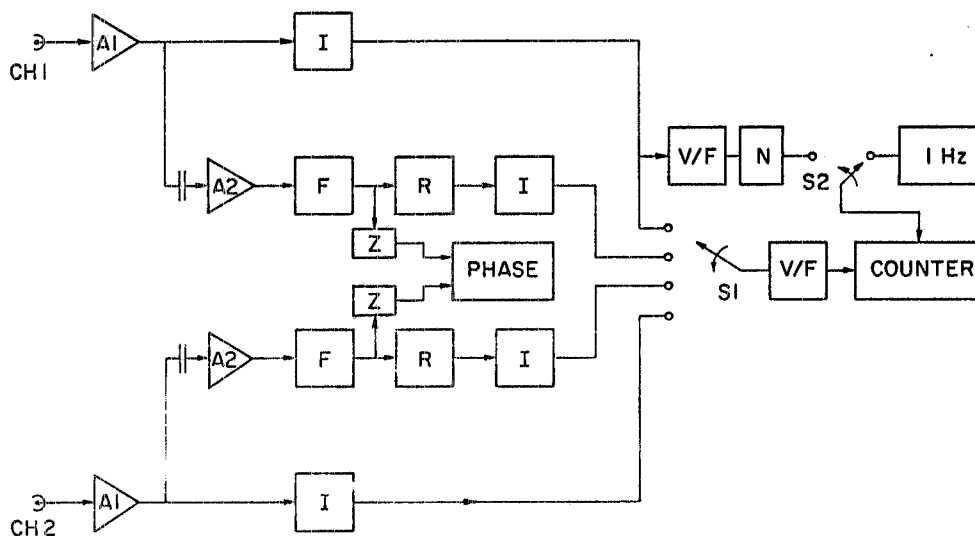 A1
I
CH1
V/F
N
S2
1 Hz
A2
F
R
I
Z
PHASE
S1
V/F
COUNTER
Z
A2
F
R
I
A1
I
CH2